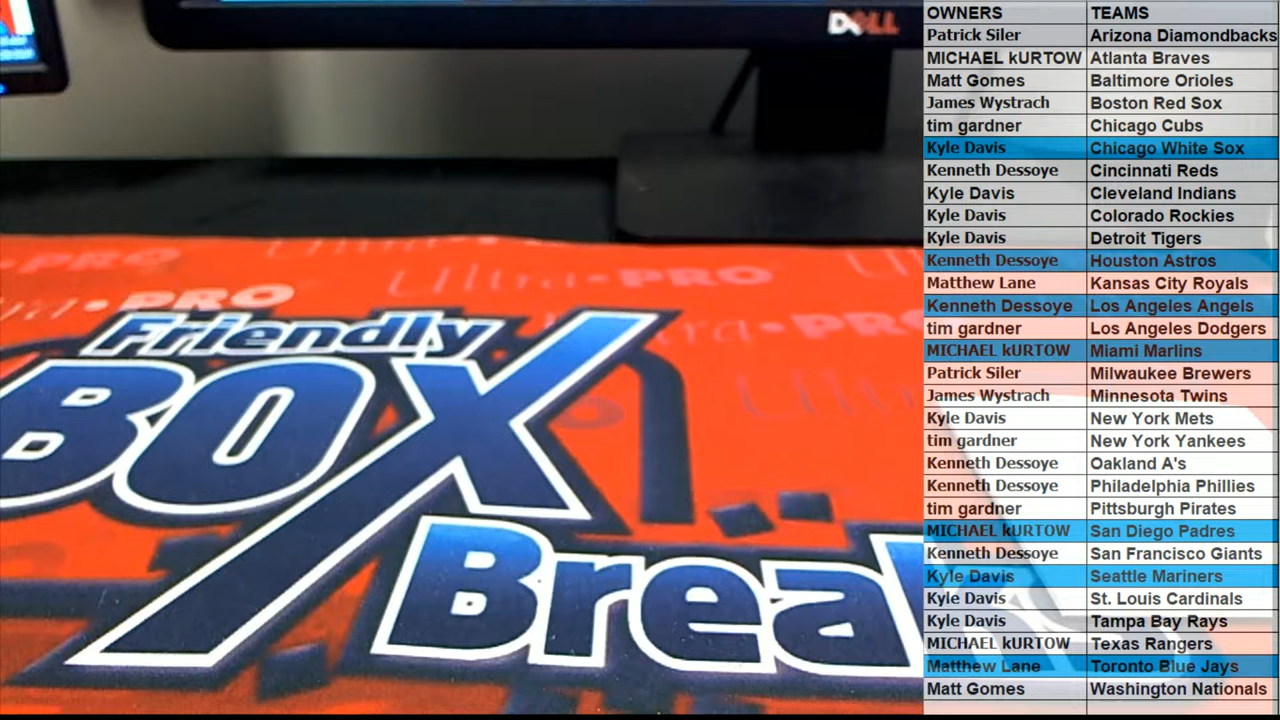 DELL
Ultra•PRO
Friendly
BOX
Brea
OWNERS TEAMS
Patrick Siler Arizona Diamondbacks
MICHAEL kURTOW Atlanta Braves
Matt Gomes Baltimore Orioles
James Wystrach Boston Red Sox
tim gardner Chicago Cubs
Kyle Davis Chicago White Sox
Kenneth Dessoye Cincinnati Reds
Kyle Davis Cleveland Indians
Kyle Davis Colorado Rockies
Kyle Davis Detroit Tigers
Kenneth Dessoye Houston Astros
Matthew Lane Kansas City Royals
Kenneth Dessoye Los Angeles Angels
tim gardner Los Angeles Dodgers
MICHAEL kURTOW Miami Marlins
Patrick Siler Milwaukee Brewers
James Wystrach Minnesota Twins
Kyle Davis New York Mets
tim gardner New York Yankees
Kenneth Dessoye Oakland A's
Kenneth Dessoye Philadelphia Phillies
tim gardner Pittsburgh Pirates
MICHAEL kURTOW San Diego Padres
Kenneth Dessoye San Francisco Giants
Kyle Davis Seattle Mariners
Kyle Davis St. Louis Cardinals
Kyle Davis Tampa Bay Rays
MICHAEL kURTOW Texas Rangers
Matthew Lane Toronto Blue Jays
Matt Gomes Washington Nationals